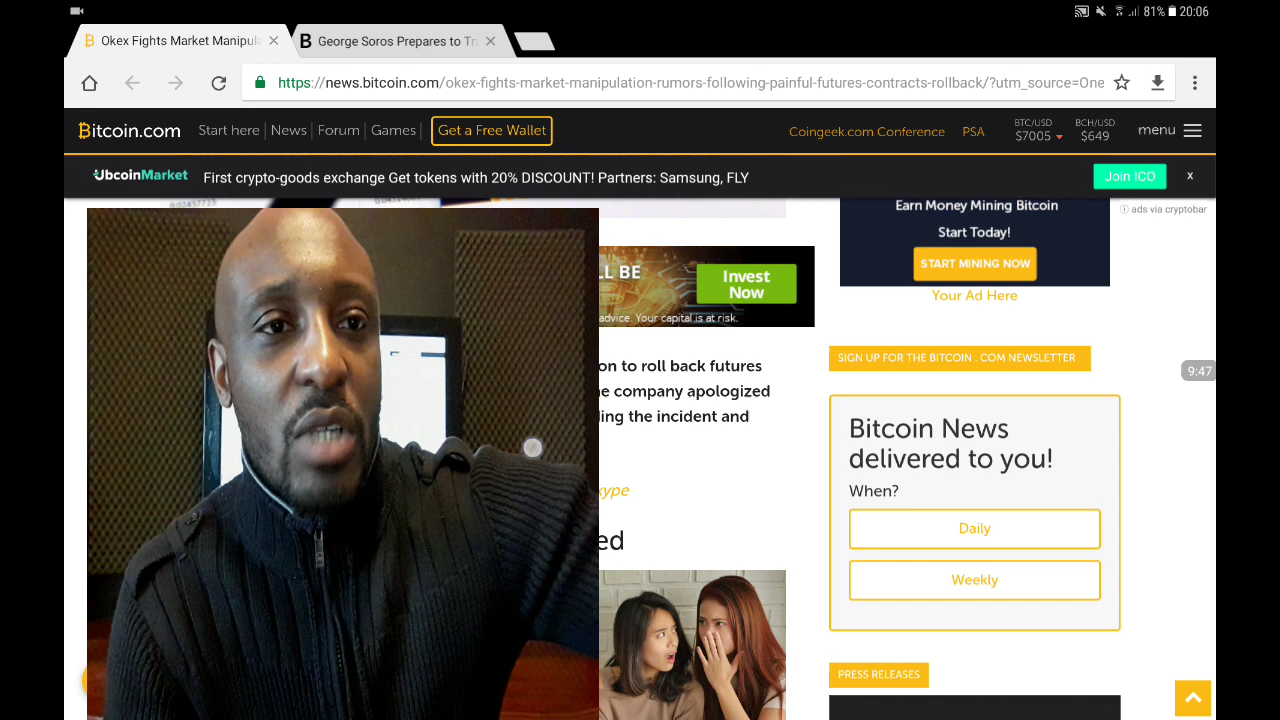 81% 20:06
Okex Fights Market Manipula
George Soros Prepares to Tr
https://news.bitcoin.com/okex-fights-market-manipulation-rumors-following-painful-futures-contracts-rollback/?utm_source=One
Bitcoin.com
Start here
News
Forum
Games
Get a Free Wallet
Coingeek.com Conference
PSA
BTC/USD
$7005
BCH/USD
$649
menu
UbcoinMarket
First crypto-goods exchange Get tokens with 20% DISCOUNT! Partners: Samsung, FLY
Join ICO
x
Earn Money Mining Bitcoin
Start Today!
START MINING NOW
ads via cryptobar
Your Ad Here
LL BE
Invest
Now
advice. Your capital is at risk.
on to roll back futures
e company apologized
ing the incident and
kype
ed
SIGN UP FOR THE BITCOIN . COM NEWSLETTER
9:47
Bitcoin News
delivered to you!
When?
Daily
Weekly
PRESS RELEASES